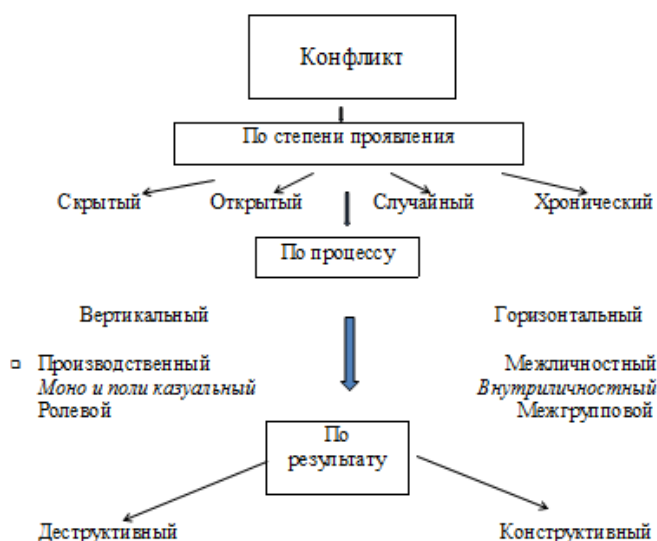 Конфликт
По степени проявления
Скрытый Открытый Случайный Хронический
По процессу
Вертикальный Горизонтальный
Производственный Межличностный
Моно и поли казуальный Внутриличностный
Ролевой Межгрупповой
По
результату
Деструктивный Конструктивный